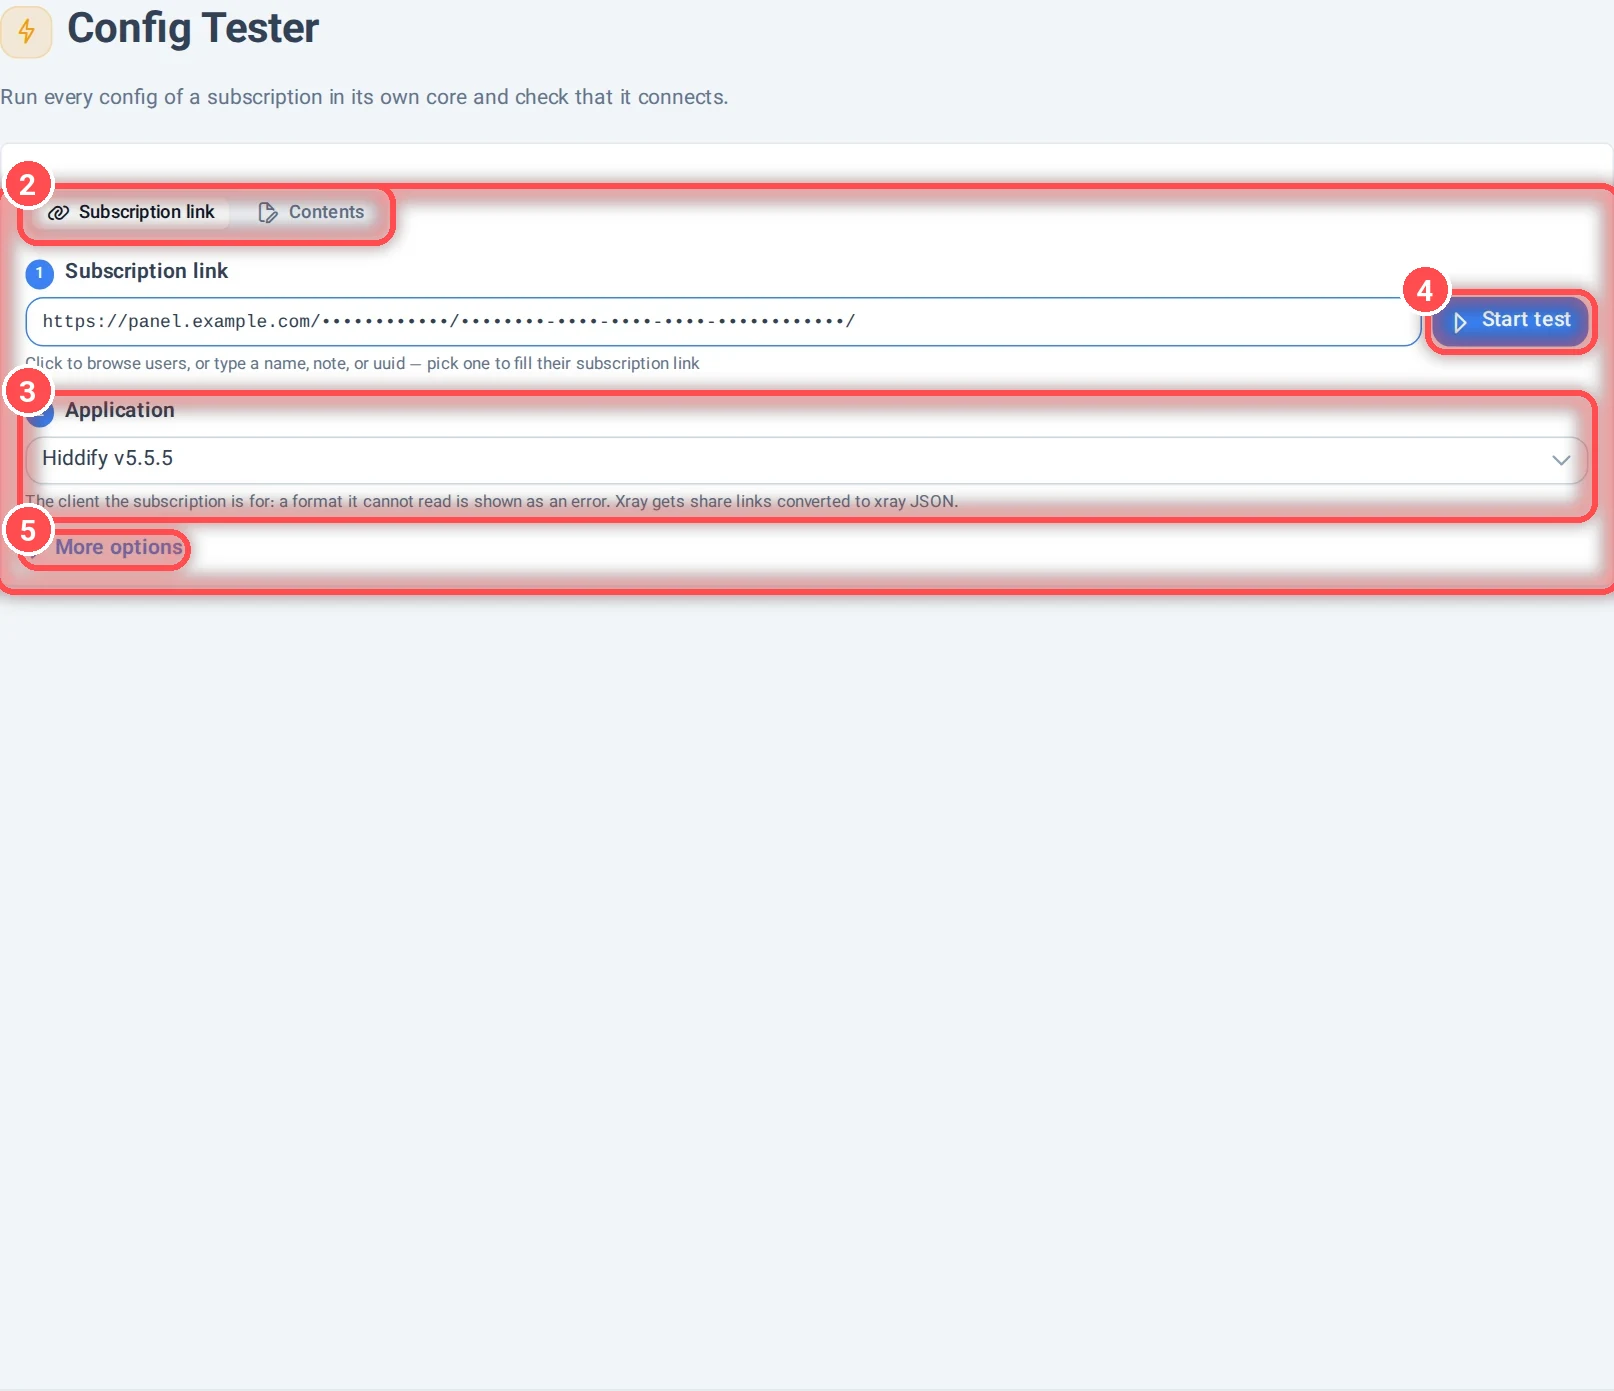 Config Tester
Run every config of a subscription in its own core and check that it connects.
2
Subscription link
Contents
1 Subscription link
https://panel.example.com/••••••••••••/••••••••-••••-••••-••••-••••••••••••/
4
Start test
Click to browse users, or type a name, note, or uuid — pick one to fill their subscription link
3
Application
Hiddify v5.5.5
The client the subscription is for: a format it cannot read is shown as an error. Xray gets share links converted to xray JSON.
5
More options